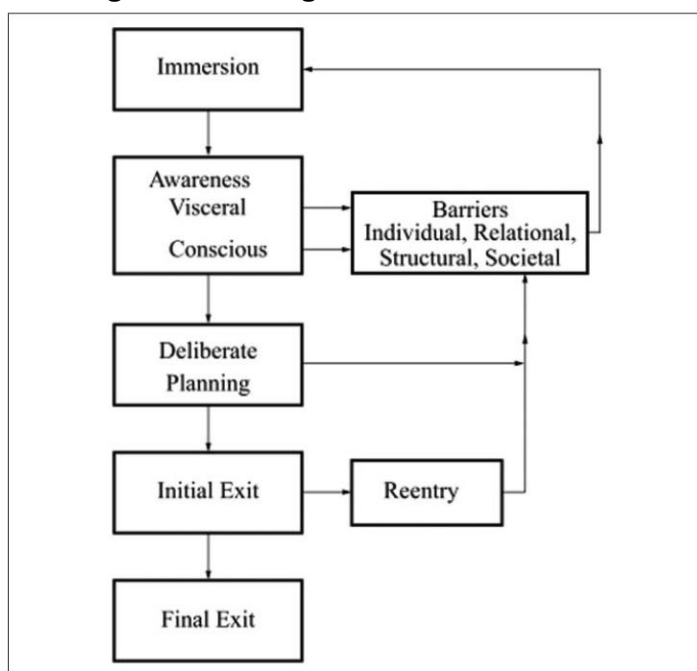 Immersion
Awareness
Visceral
Conscious
Barriers
Individual, Relational,
Structural, Societal
Deliberate
Planning
Initial Exit
Reentry
Final Exit